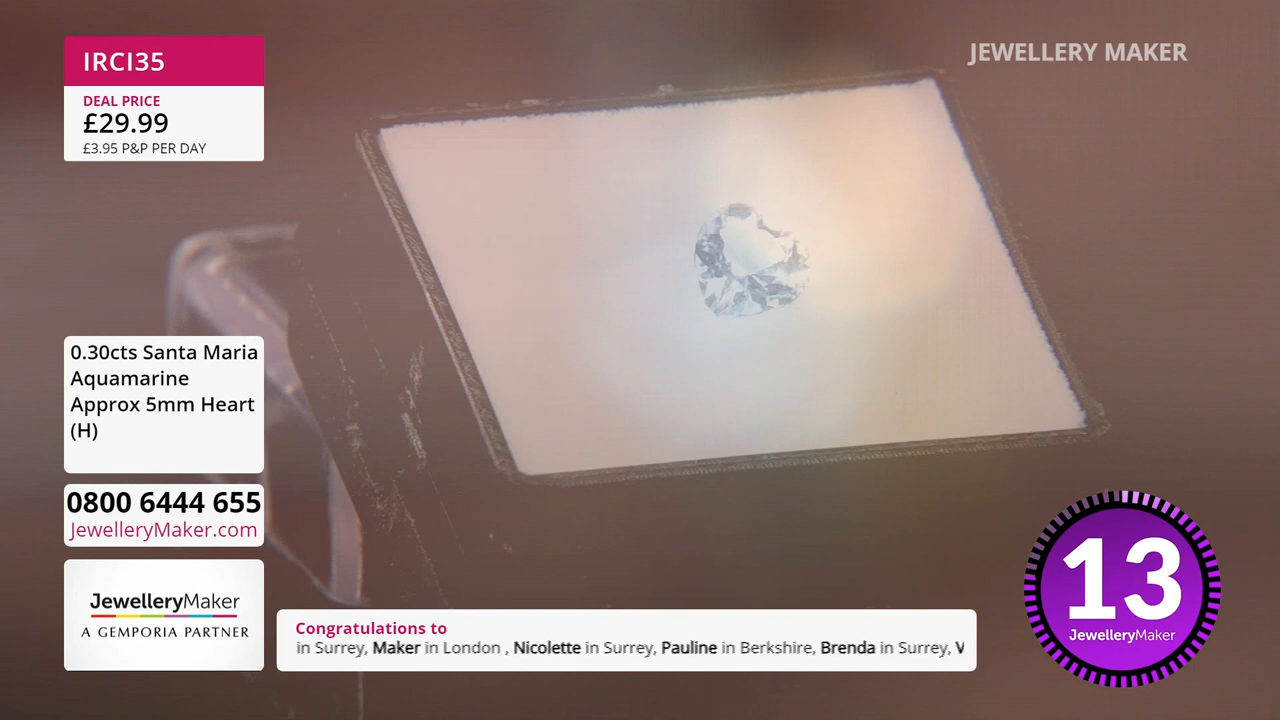 IRCI35
DEAL PRICE
£29.99
£3.95 P&P PER DAY
JEWELLERY MAKER
0.30cts Santa Maria
Aquamarine
Approx 5mm Heart
(H)
0800 6444 655
JewelleryMaker.com
JewelleryMaker
A GEMPORIA PARTNER
Congratulations to
in Surrey, Maker in London , Nicolette in Surrey, Pauline in Berkshire, Brenda in Surrey,
13
JewelleryMaker